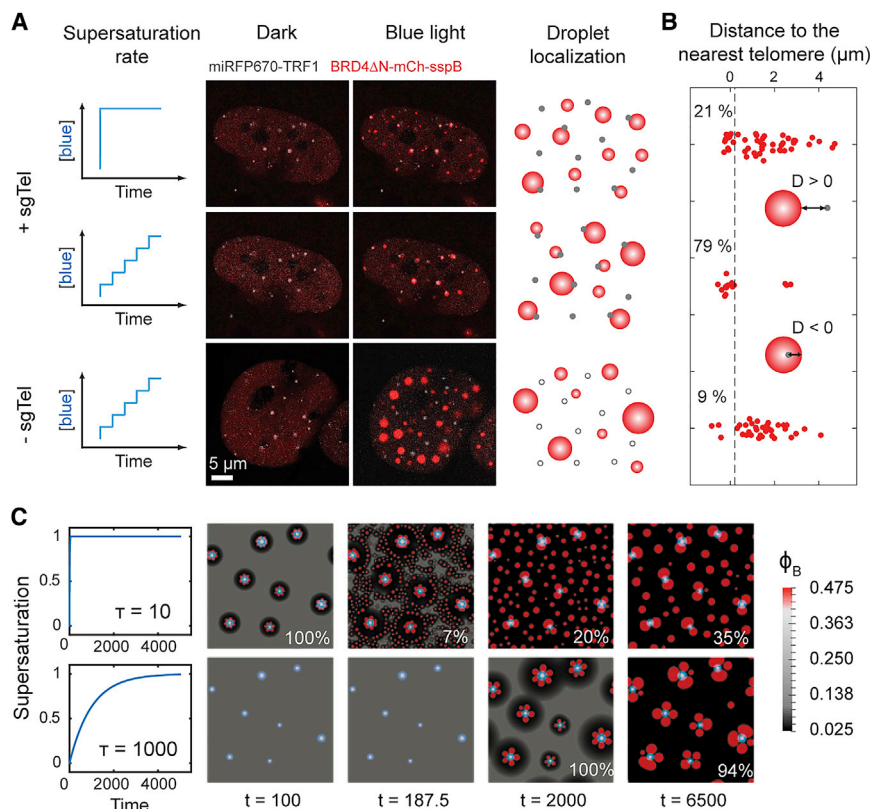 A
Supersaturation rate
Dark
Blue light
Droplet localization
miRFP670-TRF1
BRD4ΔN-mCh-sspB
+ sgTel
[blue]
Time
[blue]
Time
- sgTel
[blue]
Time
5 μm
B
Distance to the nearest telomere (μm)
0 2 4
21 %
D > 0
79 %
D < 0
9 %
C
Supersaturation
1
0.5
0
τ = 10
0 2000 4000
100%
7%
20%
35%
1
0.5
0
τ = 1000
0 2000 4000
Time
100%
94%
t = 100
t = 187.5
t = 2000
t = 6500
ϕB
0.475
0.363
0.250
0.138
0.025